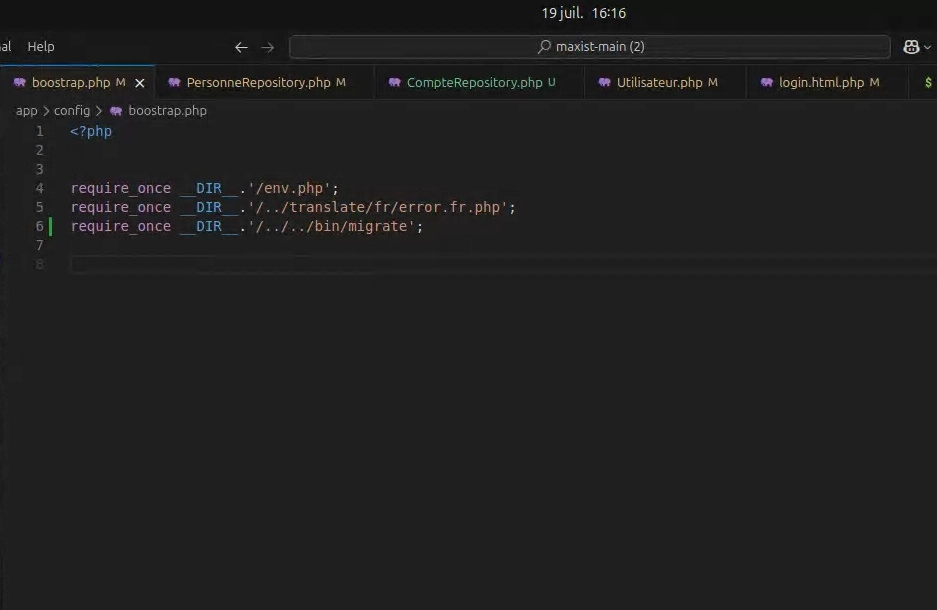 19 juil. 16:16
al Help ← → maxist-main (2)
boostrap.php M × PersonneRepository.php M CompteRepository.php U Utilisateur.php M login.html.php M $
app > config > boostrap.php
1 <?php
2
3
4 require_once __DIR__.'/env.php';
5 require_once __DIR__.'/../translate/fr/error.fr.php';
6 require_once __DIR__.'/../../bin/migrate';
7
8